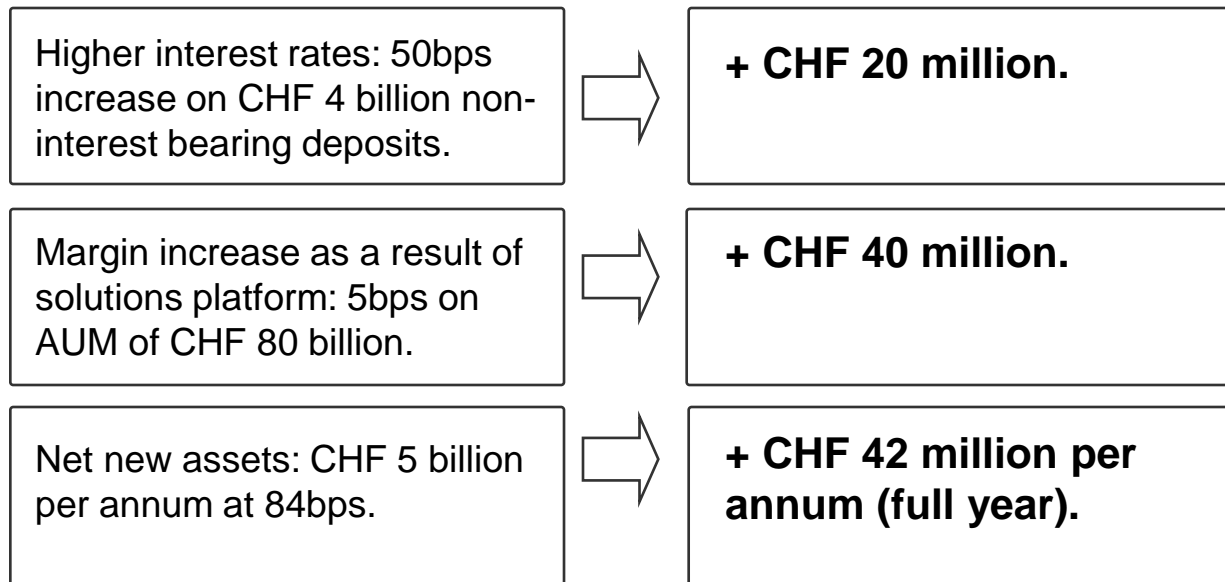 Higher interest rates: 50bps
increase on CHF 4 billion non-
interest bearing deposits.
+ CHF 20 million.
Margin increase as a result of
solutions platform: 5bps on
AUM of CHF 80 billion.
+ CHF 40 million.
Net new assets: CHF 5 billion
per annum at 84bps.
+ CHF 42 million per
annum (full year).